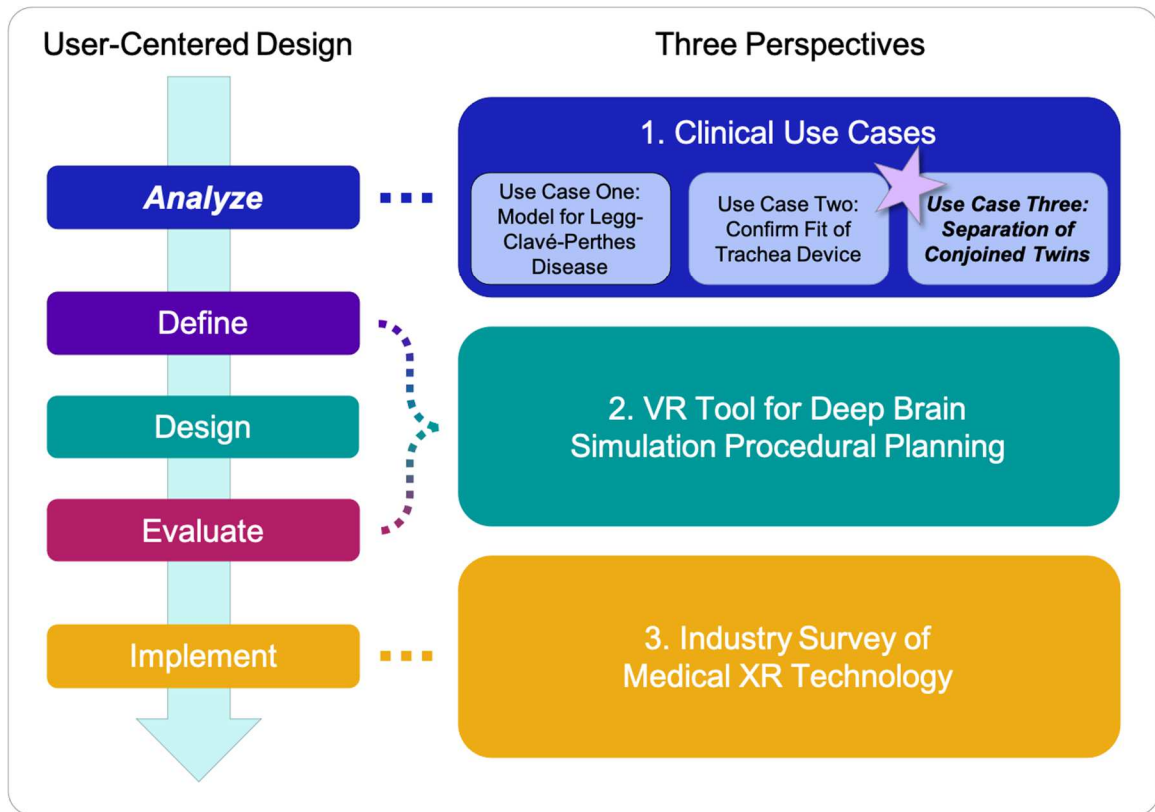 User-Centered Design
Three Perspectives
Analyze
Define
Design
Evaluate
Implement
1. Clinical Use Cases
Use Case One:
Model for Legg-
Clavé-Perthes
Disease
Use Case Two:
Confirm Fit of
Trachea Device
Use Case Three:
Separation of
Conjoined Twins
2. VR Tool for Deep Brain
Simulation Procedural Planning
3. Industry Survey of
Medical XR Technology